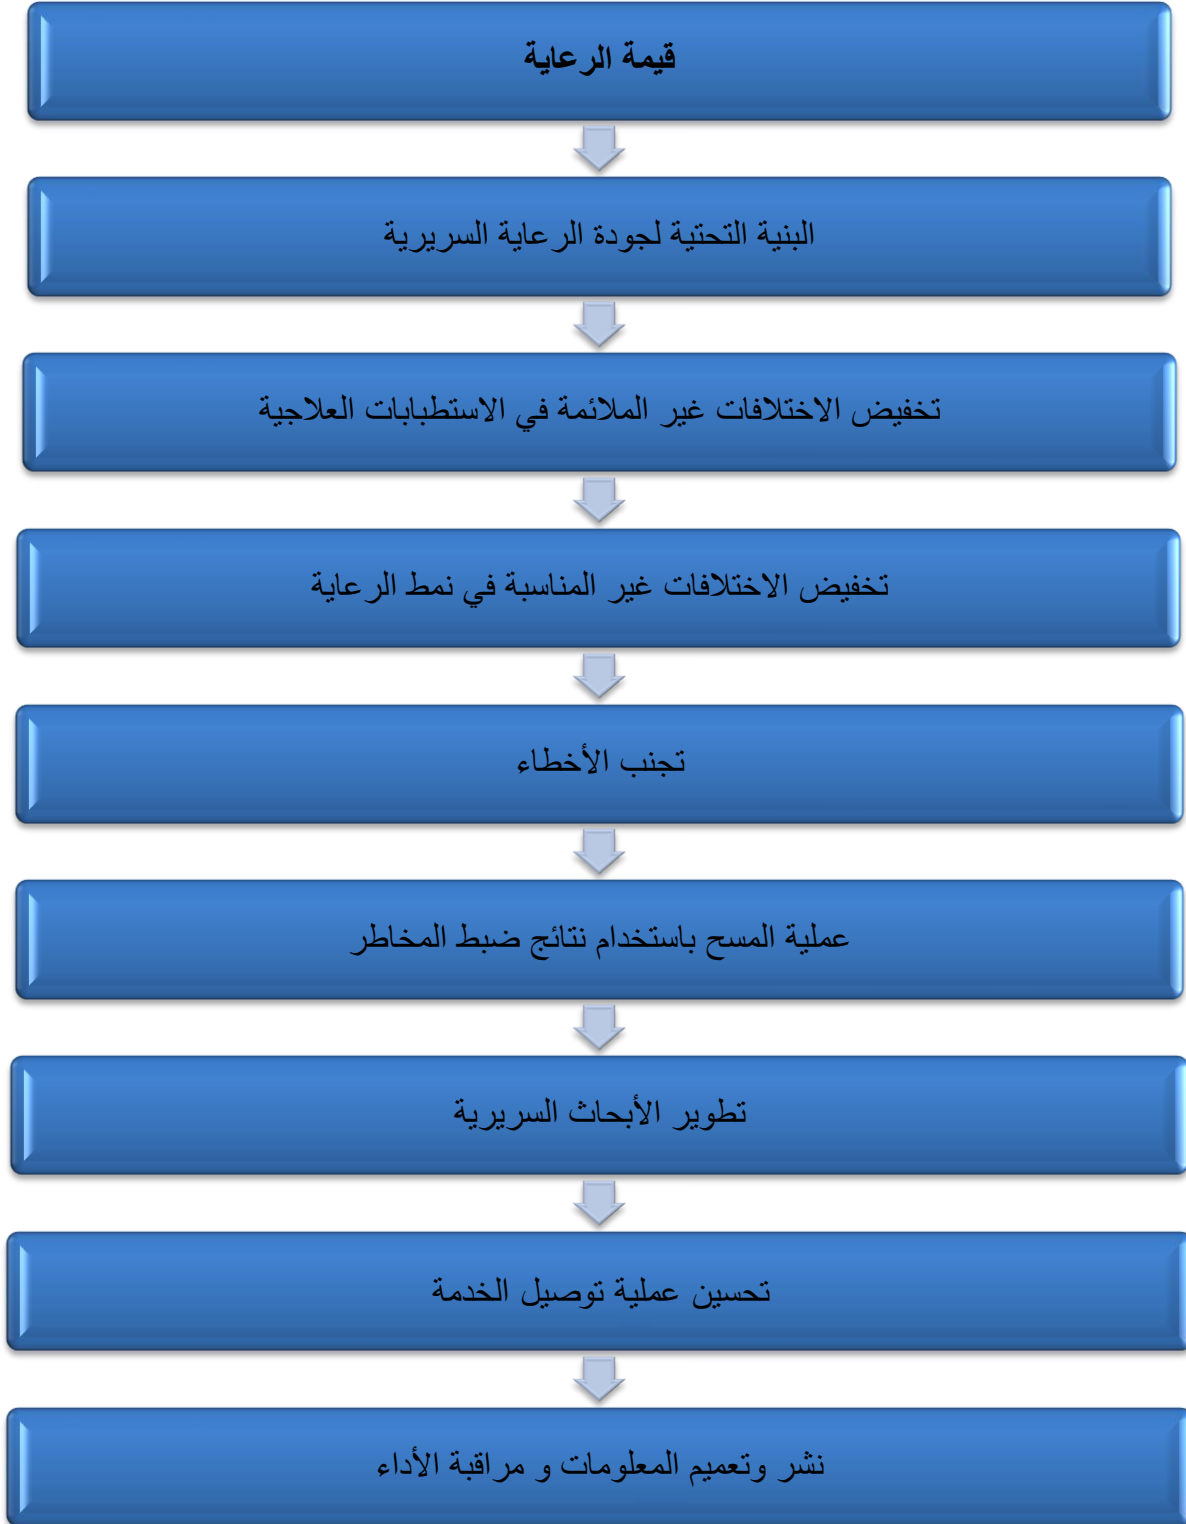 قيمة الرعاية
البنية التحتية لجودة الرعاية السريرية
تخفيض الاختلافات غير الملائمة في الاستطبابات العلاجية
تخفيض الاختلافات غير المناسبة في نمط الرعاية
تجنب الأخطاء
عملية المسح باستخدام نتائج ضبط المخاطر
تطوير الأبحاث السريرية
تحسين عملية توصيل الخدمة
نشر وتعميم المعلومات و مراقبة الأداء